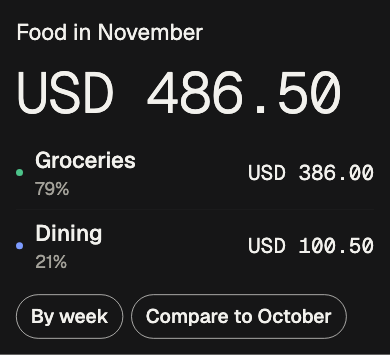 Food in November
USD 486.50
Groceries
USD 386.00
79%
Dining
USD 100.50
21%
By week
Compare to October